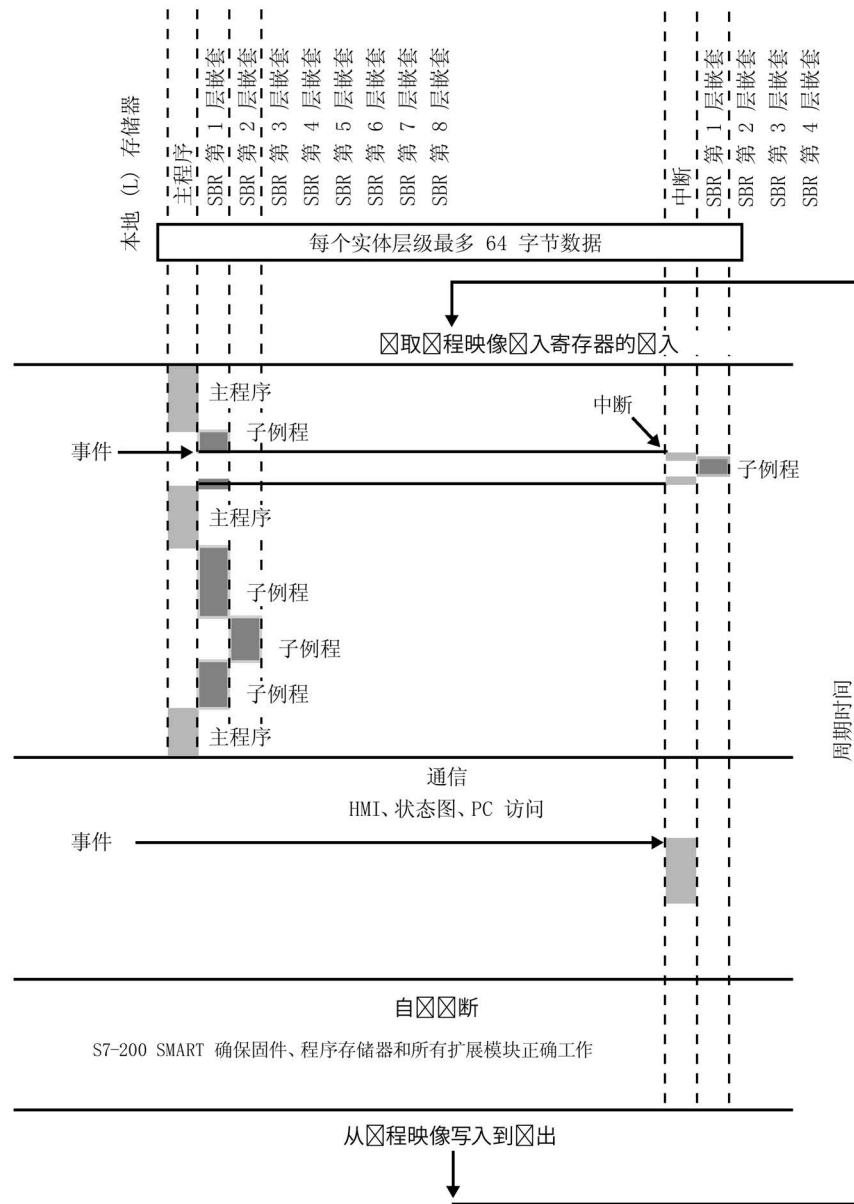 本地 (L) 存储器
主程序
SBR 第 1 层嵌套
SBR 第 2 层嵌套
SBR 第 3 层嵌套
SBR 第 4 层嵌套
SBR 第 5 层嵌套
SBR 第 6 层嵌套
SBR 第 7 层嵌套
SBR 第 8 层嵌套
中断
SBR 第 1 层嵌套
SBR 第 2 层嵌套
SBR 第 3 层嵌套
SBR 第 4 层嵌套
每个实体层级最多 64 字节数据
取程映像入寄存器的入
主程序
中断
子例程
事件
子例程
主程序
子例程
子例程
子例程
主程序
周期时间
通信
HMI、状态图、PC 访问
事件
自断
S7-200 SMART 确保固件、程序存储器和所有扩展模块正确工作
从程映像写入到出